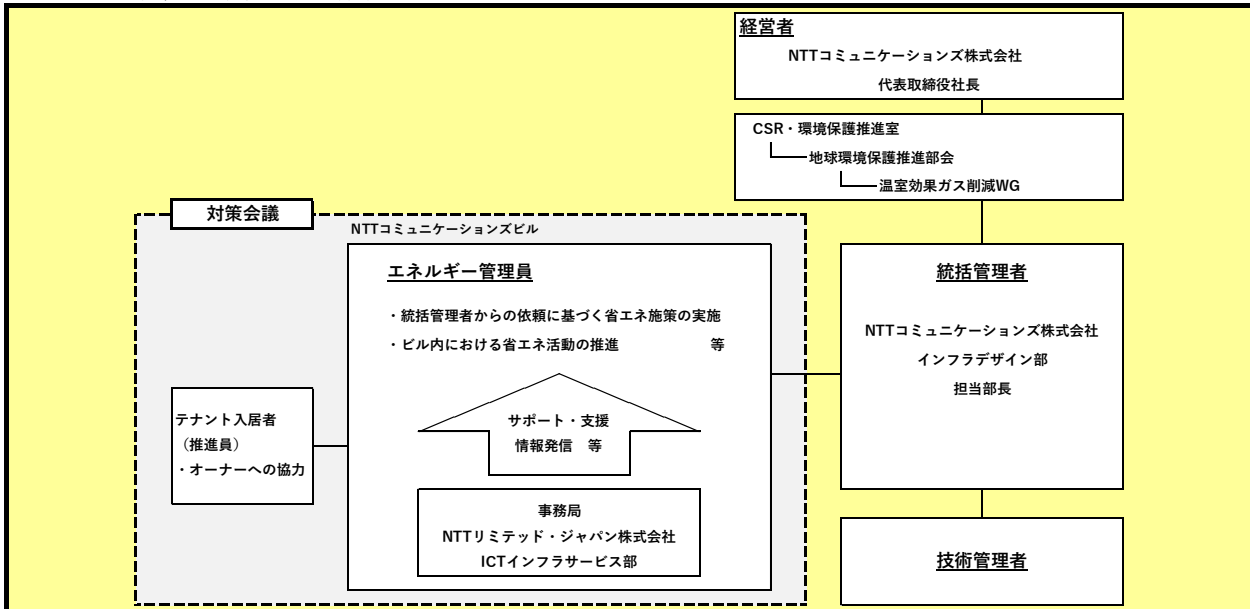 経営者
NTTコミュニケーションズ株式会社
代表取締役社長
CSR・環境保護推進室
地球環境保護推進部会
温室効果ガス削減WG
対策会議
NTTコミュニケーションズビル
エネルギー管理員
・統括管理者からの依頼に基づく省エネ施策の実施
・ビル内における省エネ活動の推進　　　　　等
サポート・支援
情報発信　等
事務局
NTTリミテッド・ジャパン株式会社
ICTインフラサービス部
テナント入居者
（推進員）
・オーナーへの協力
統括管理者
NTTコミュニケーションズ株式会社
インフラデザイン部
担当部長
技術管理者